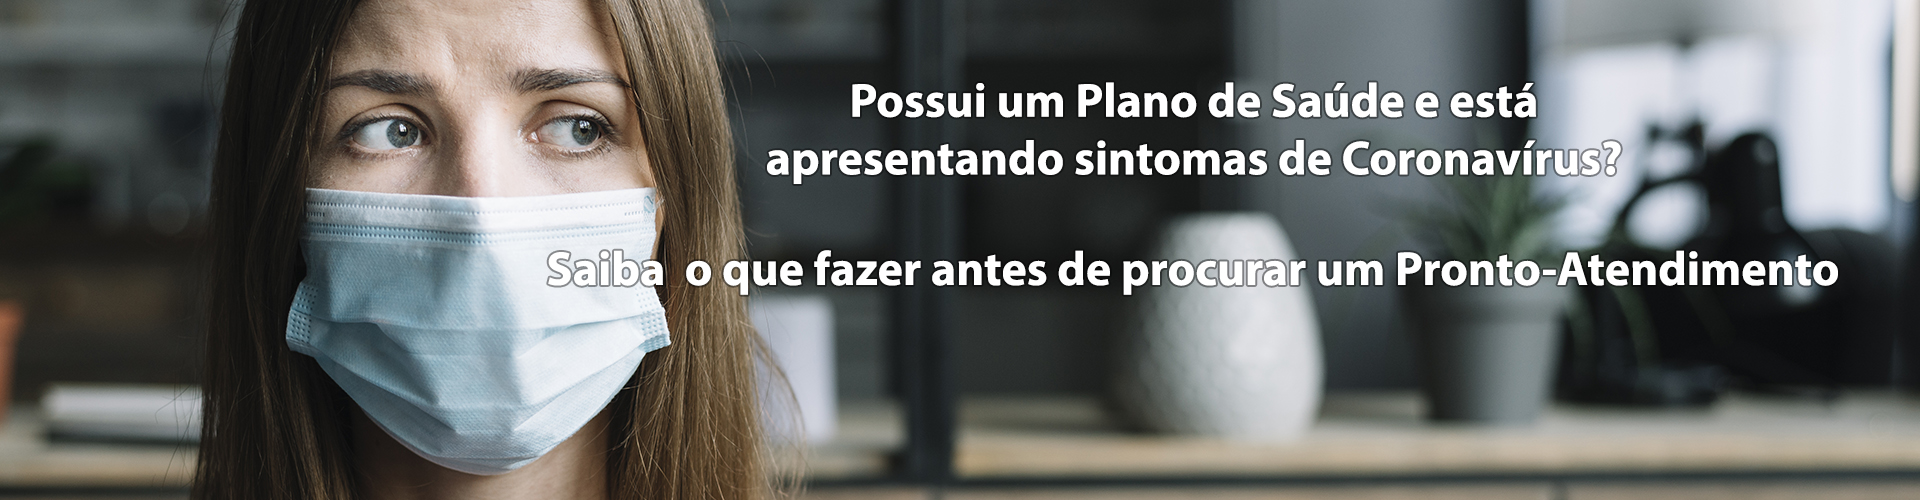 Possui um Plano de Saúde e está
apresentando sintomas de Coronavírus?
Saiba o que fazer antes de procurar um Pronto-Atendimento